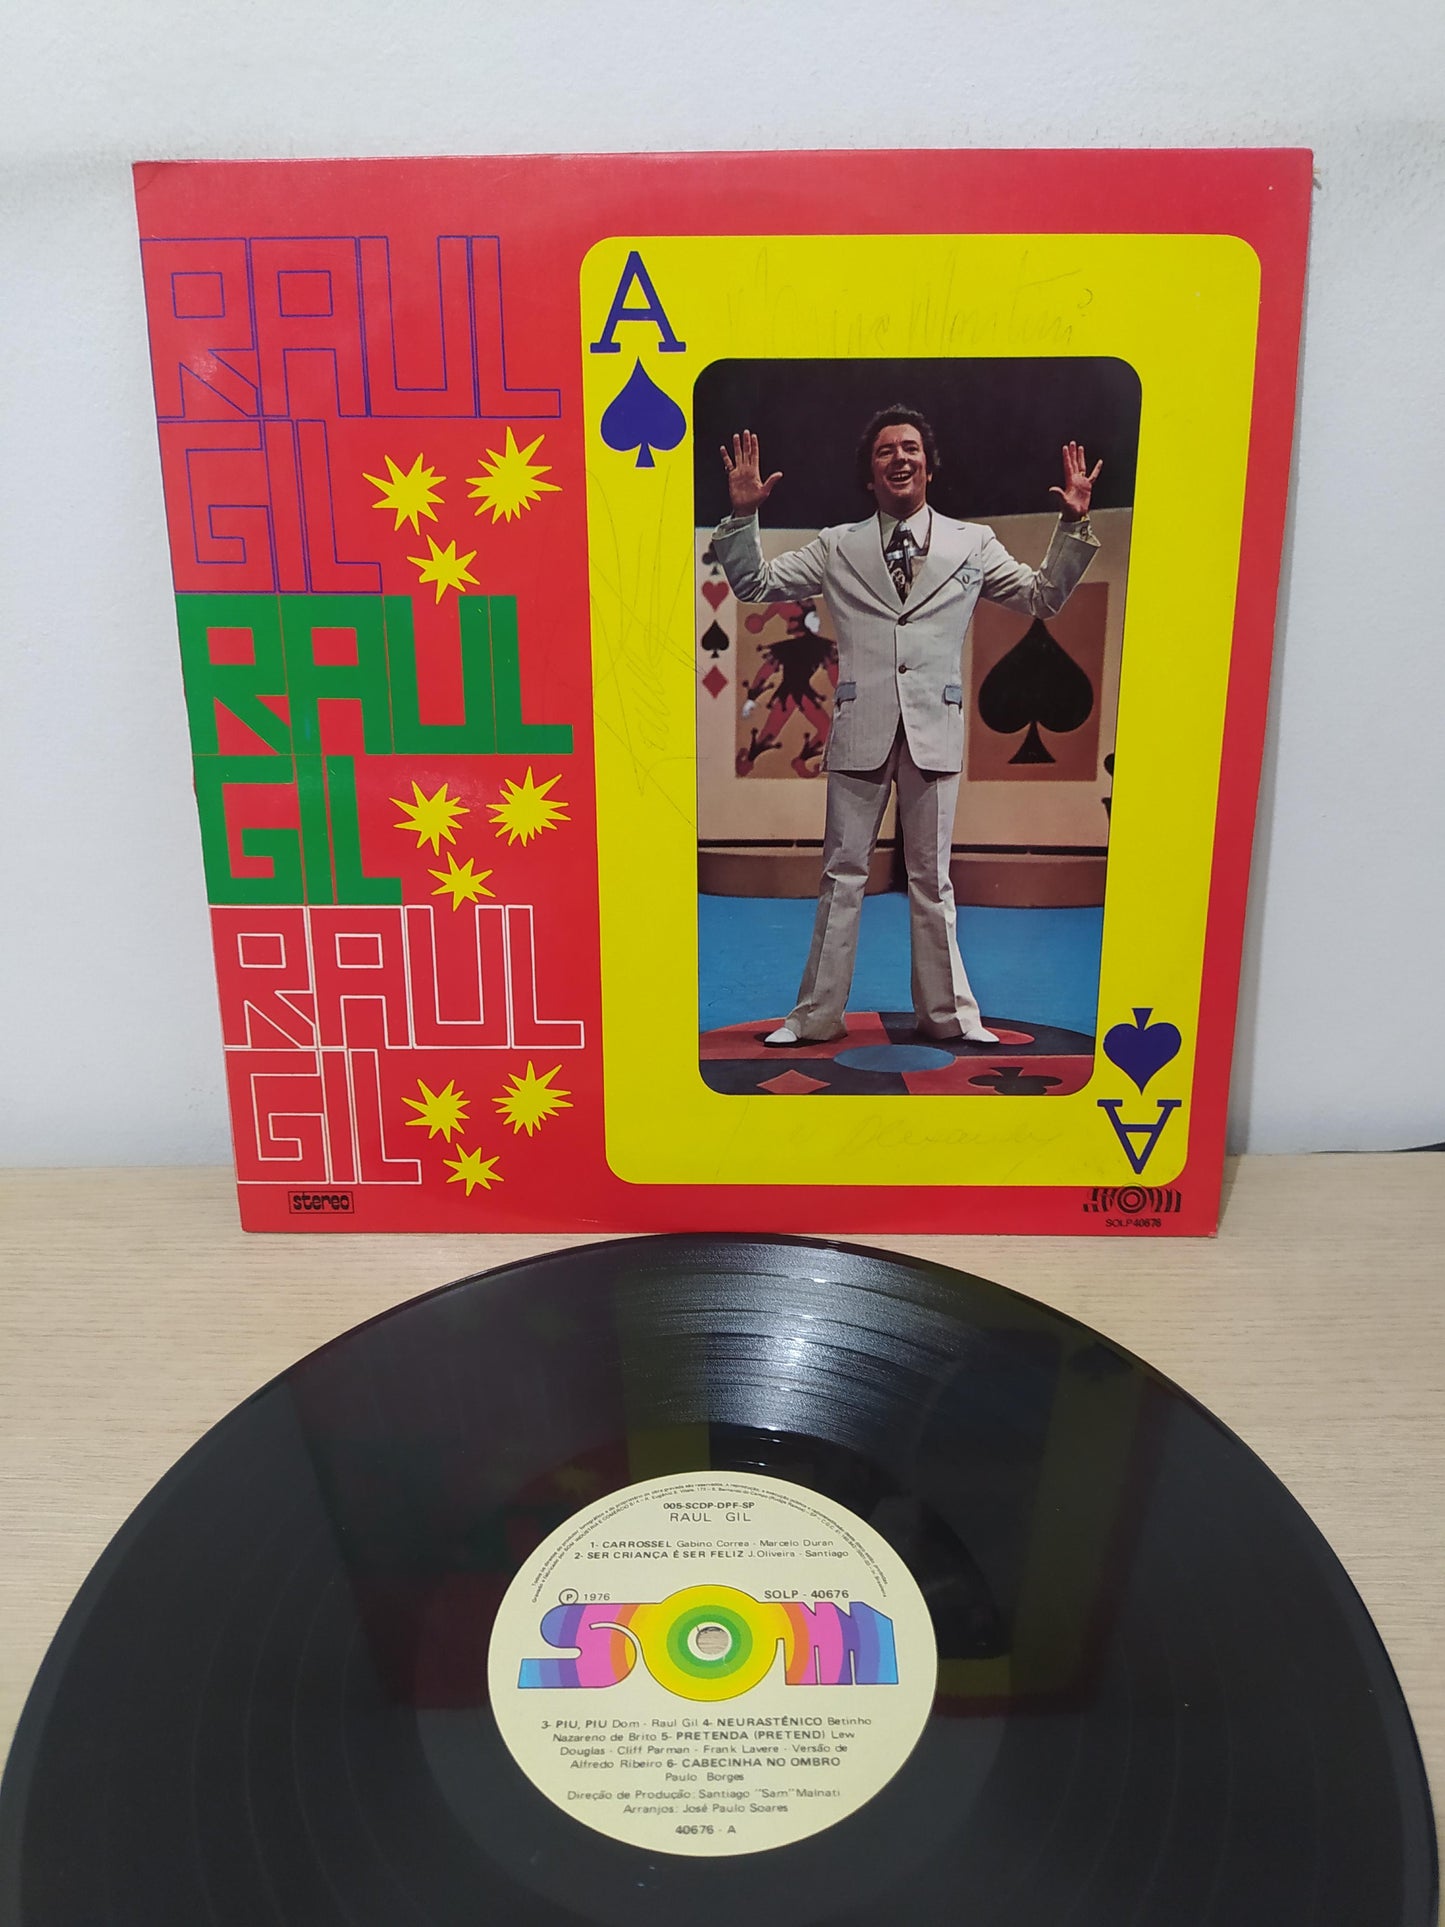 RAUL
GIL
RAUL
GIL
RAUL
GIL
A
A
stereo
SOM
SOLP 40676
005-SCDP-DPF-SP
RAUL GIL
1- CARROSSEL Gabino Correa - Marcelo Duran
2- SER CRIANÇA É SER FELIZ J.Oliveira - Santiago
P 1976
SOLP - 40676
SOM
3- PIU, PIU Dom - Raul Gil 4- NEURASTÊNICO Betinho
Nazareno de Brito 5- PRETENDA (PRETEND) Lew
Douglas - Cliff Parman - Frank Lavere - Versão de
Alfredo Ribeiro 6- CABECINHA NO OMBRO
Paulo Borges
Direção de Produção: Santiago "Sam" Malnati
Arranjos: José Paulo Soares
40676 - A